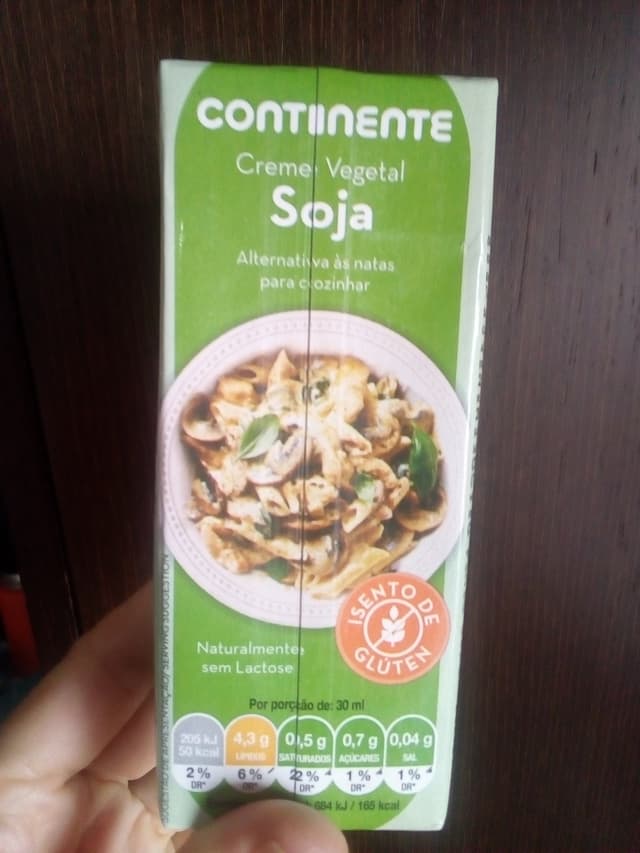 CONTINENTE
Creme Vegetal
Soja
Alternativa às natas
para cozinhar
ISENTO DE
GLÚTEN
Naturalmente
sem Lactose
Por porção de: 30 ml
205 kJ 4,3 g 0,5 g 0,7 g 0,04 g
50 kcal LÍPIDOS SATURADOS AÇÚCARES SAL
2% 6% 2% 1% 1%
DR* DR* DR* DR* DR*
684 kJ / 165 kcal
SERVING SUGGESTION